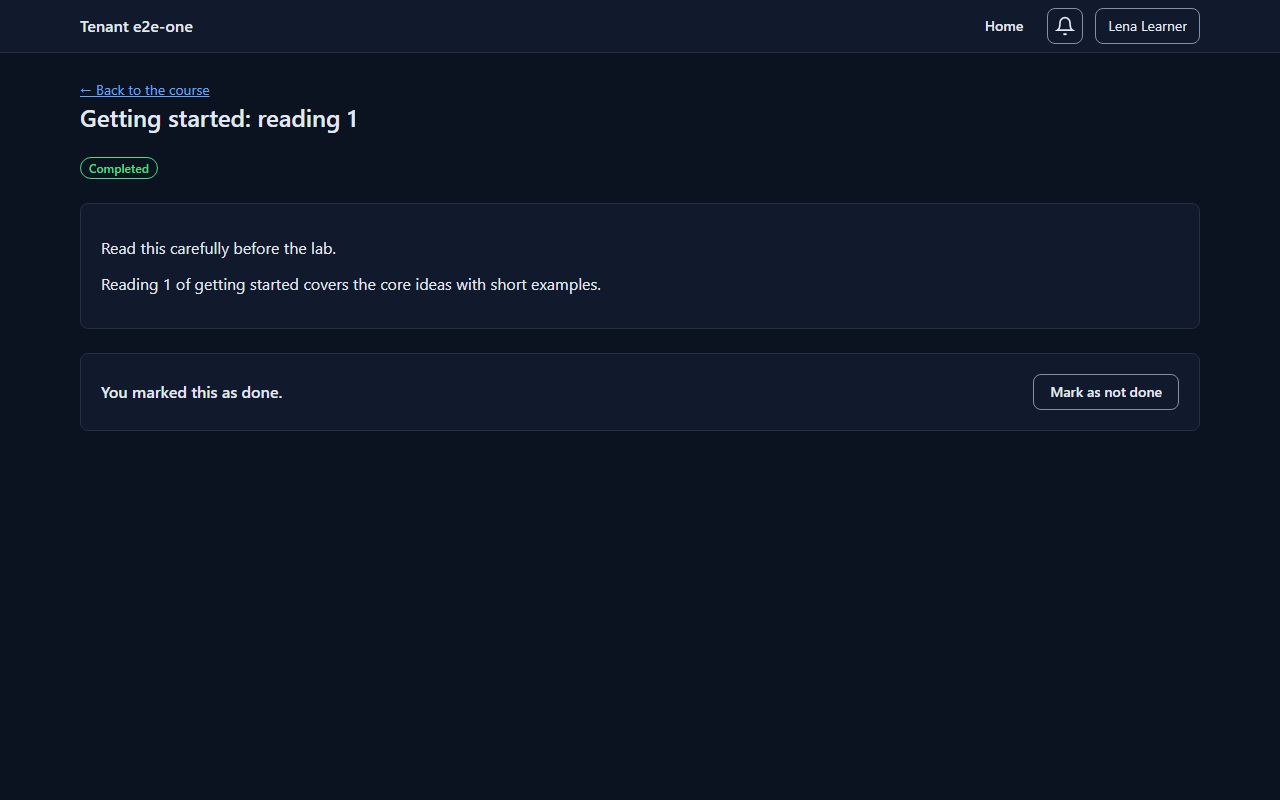 Tenant e2e-one
Home
Lena Learner
← Back to the course
Getting started: reading 1
Completed
Read this carefully before the lab.
Reading 1 of getting started covers the core ideas with short examples.
You marked this as done.
Mark as not done